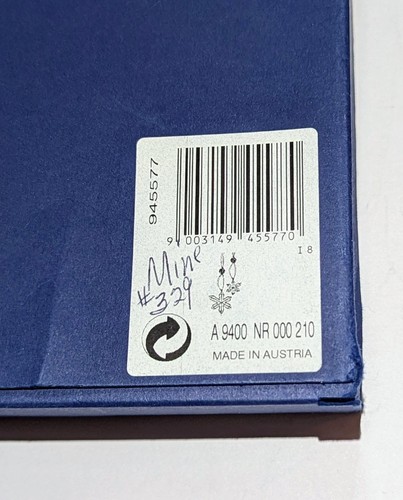 945577
9 003149 455770
I 8
Mine
#329
A 9400 NR 000 210
MADE IN AUSTRIA